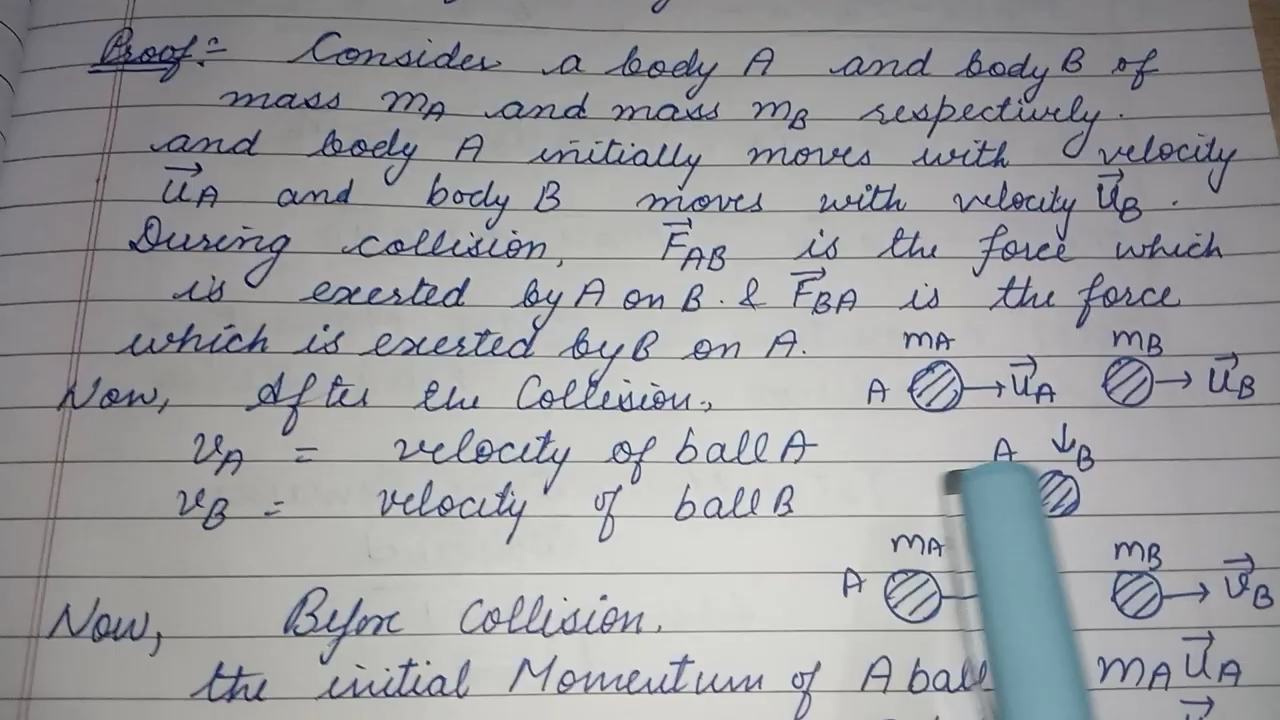 Proof:- Consider a body A and body B of
mass mA and mass mB respectively.
and body A initially moves with velocity
u⃗A and body B moves with velocity u⃗B.
During collision, F⃗AB is the force which
is exerted by A on B. & F⃗BA is the force
which is exerted by B on A.
mA mB
A u⃗A u⃗B
Now, After the Collision,
vA = velocity of ball A
A B
vB = velocity of ball B
mA mB
A v⃗B
Now, Before Collision.
the initial Momentum of A ball mA u⃗A